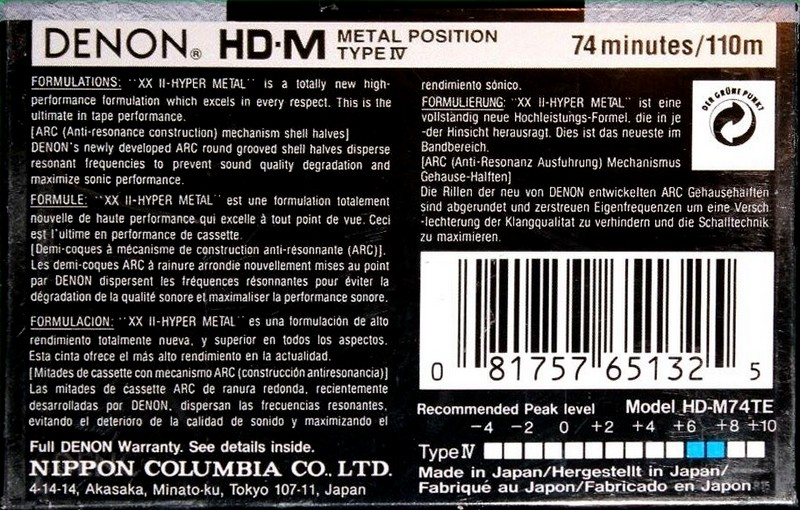 DENON® HD·M METAL POSITION TYPE IV 74 minutes/110m
FORMULATIONS: "XX II-HYPER METAL" is a totally new high-
performance formulation which excels in every respect. This is the
ultimate in tape performance.
[ARC (Anti-resonance construction) mechanism shell halves]
DENON's newly developed ARC round grooved shell halves disperse
resonant frequencies to prevent sound quality degradation and
maximize sonic performance.
FORMULE: "XX II-HYPER METAL" est une formulation totalement
nouvelle de haute performance qui excelle à tout point de vue. Ceci
est l'ultime en performance de cassette.
[Demi-coques à mécanisme de construction anti-résonnante (ARC)].
Les demi-coques ARC à rainure arrondie nouvellement mises au point
par DENON dispersent les fréquences résonnantes pour éviter la
dégradation de la qualité sonore et maximaliser la performance sonore.
FORMULACION: "XX II-HYPER METAL" es una formulación de alto
rendimiento totalmente nueva, y superior en todos los aspectos.
Esta cinta ofrece el más alto rendimiento en la actualidad.
[Mitades de cassette con mecanismo ARC (construcción antiresonancia)]
Las mitades de cassette ARC de ranura redonda, recientemente
desarrolladas por DENON, dispersan las frecuencias resonantes,
evitando el deterioro de la calidad de sonido y maximizando el
Full DENON Warranty. See details inside.
NIPPON COLUMBIA CO., LTD.
4-14-14, Akasaka, Minato-ku, Tokyo 107-11, Japan
rendimiento sónico.
FORMULIERUNG: "XX II-HYPER METAL" ist eine
vollständig neue Hochleistungs-Formel, die in je
-der Hinsicht herausragt. Dies ist das neueste im
Bandbereich.
[ARC (Anti-Resonanz Ausfuhrung) Mechanismus
Gehause-Halften]
Die Rillen der neu von DENON entwickelten ARC Gehausehalften
sind abgerundet und zerstreuen Eigenfrequenzen um eine Versch
-lechterung der Klangqualitat zu verhindern und die Schalltechnik
zu maximieren.
DER GRÜNE PUNKT
0 81757 65132 5
Recommended Peak level Model HD-M74TE
−4 −2 0 +2 +4 +6 +8 +10
Type IV
Made in Japan/Hergestellt in Japan/
Fabriqué au Japon/Fabricado en Japón